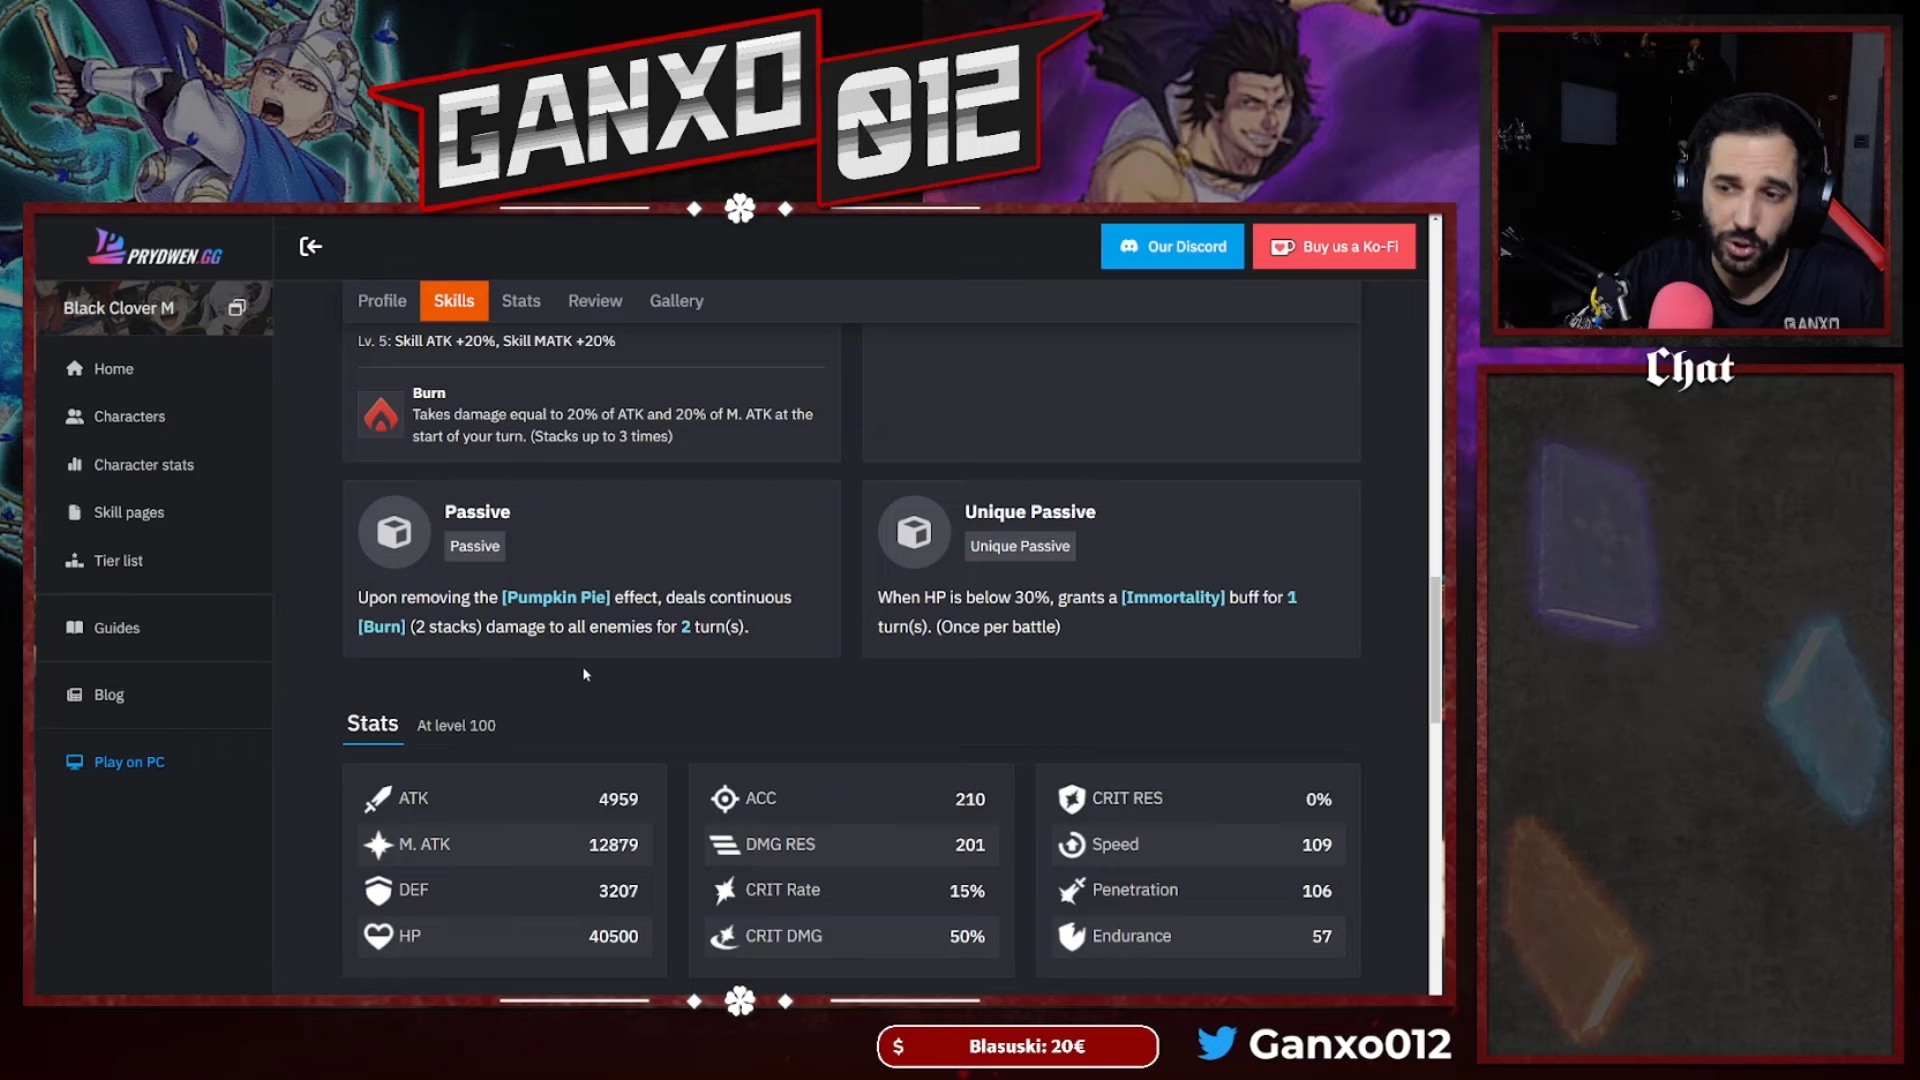 GANXO
012
PRYDWEN.GG
Our Discord
Buy us a Ko-Fi
Black Clover M
Profile
Skills
Stats
Review
Gallery
Home
Characters
Character stats
Skill pages
Tier list
Guides
Blog
Play on PC
Lv. 5: Skill ATK +20%, Skill MATK +20%
Burn
Takes damage equal to 20% of ATK and 20% of M. ATK at the
start of your turn. (Stacks up to 3 times)
Passive
Passive
Upon removing the [Pumpkin Pie] effect, deals continuous
[Burn] (2 stacks) damage to all enemies for 2 turn(s).
Unique Passive
Unique Passive
When HP is below 30%, grants a [Immortality] buff for 1
turn(s). (Once per battle)
Stats At level 100
ATK 4959
M. ATK 12879
DEF 3207
HP 40500
ACC 210
DMG RES 201
CRIT Rate 15%
CRIT DMG 50%
CRIT RES 0%
Speed 109
Penetration 106
Endurance 57
GANXO
Chat
$ Blasuski: 20€
Ganxo012